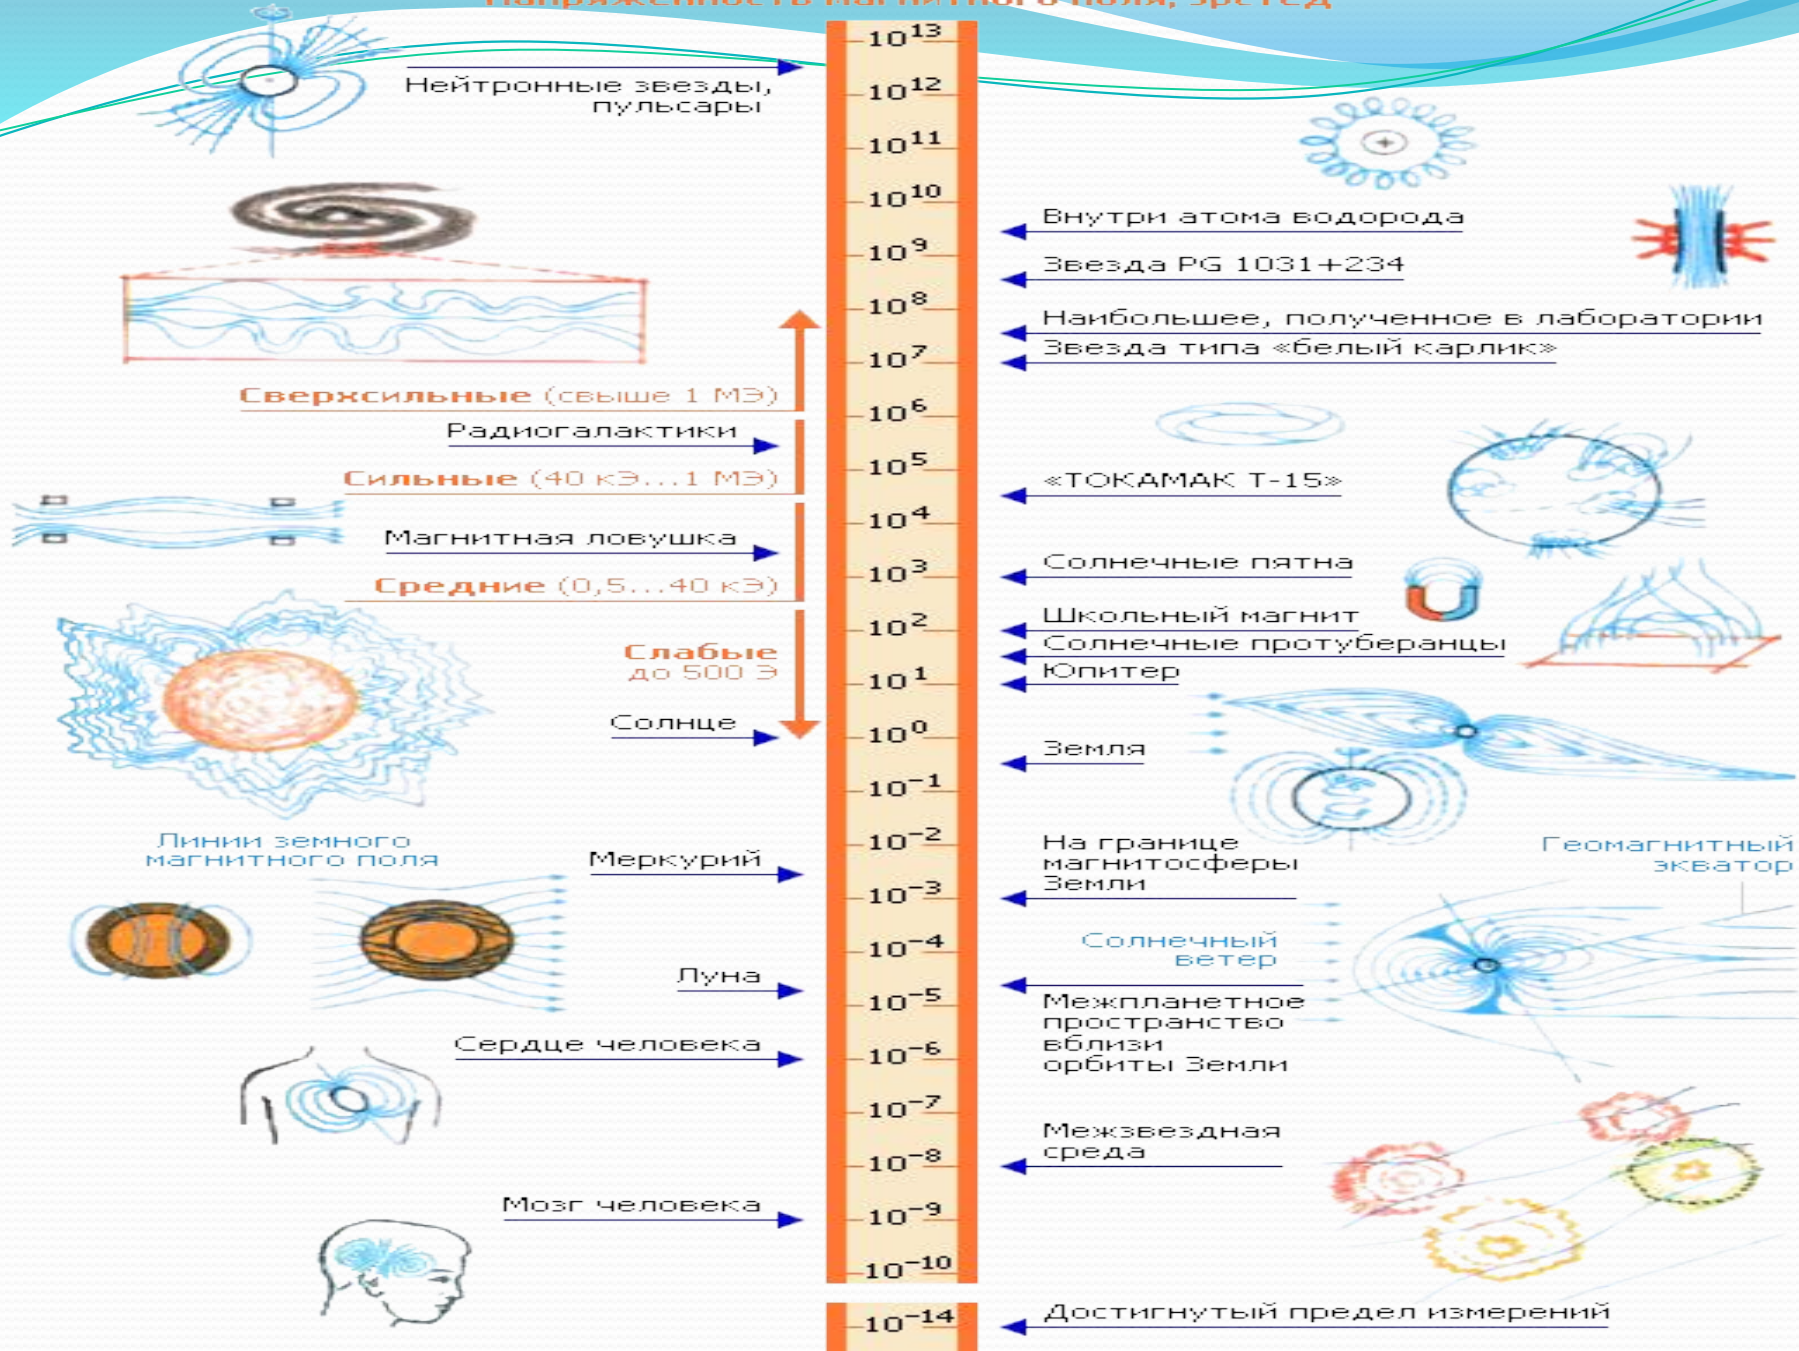 Напряженность магнитного поля, эрстед
10¹³
Нейтронные звезды,
пульсары
10¹²
10¹¹
10¹⁰
Внутри атома водорода
10⁹
Звезда PG 1031+234
10⁸
Наибольшее, полученное в лаборатории
Звезда типа «белый карлик»
10⁷
Сверхсильные (свыше 1 МЭ)
10⁶
Радиогалактики
10⁵
Сильные (40 кЭ...1 МЭ)
«ТОКАМАК Т-15»
10⁴
Магнитная ловушка
Солнечные пятна
10³
Средние (0,5...40 кЭ)
Школьный магнит
10²
Солнечные протуберанцы
Слабые
до 500 Э
Юпитер
10¹
Солнце
10⁰
Земля
10⁻¹
Линии земного
магнитного поля
10⁻²
На границе
магнитосферы
Земли
Геомагнитный
экватор
Меркурий
10⁻³
Солнечный
ветер
10⁻⁴
Луна
10⁻⁵
Межпланетное
пространство
вблизи
орбиты Земли
Сердце человека
10⁻⁶
10⁻⁷
Межзвездная
среда
10⁻⁸
Мозг человека
10⁻⁹
10⁻¹⁰
Достигнутый предел измерений
10⁻¹⁴